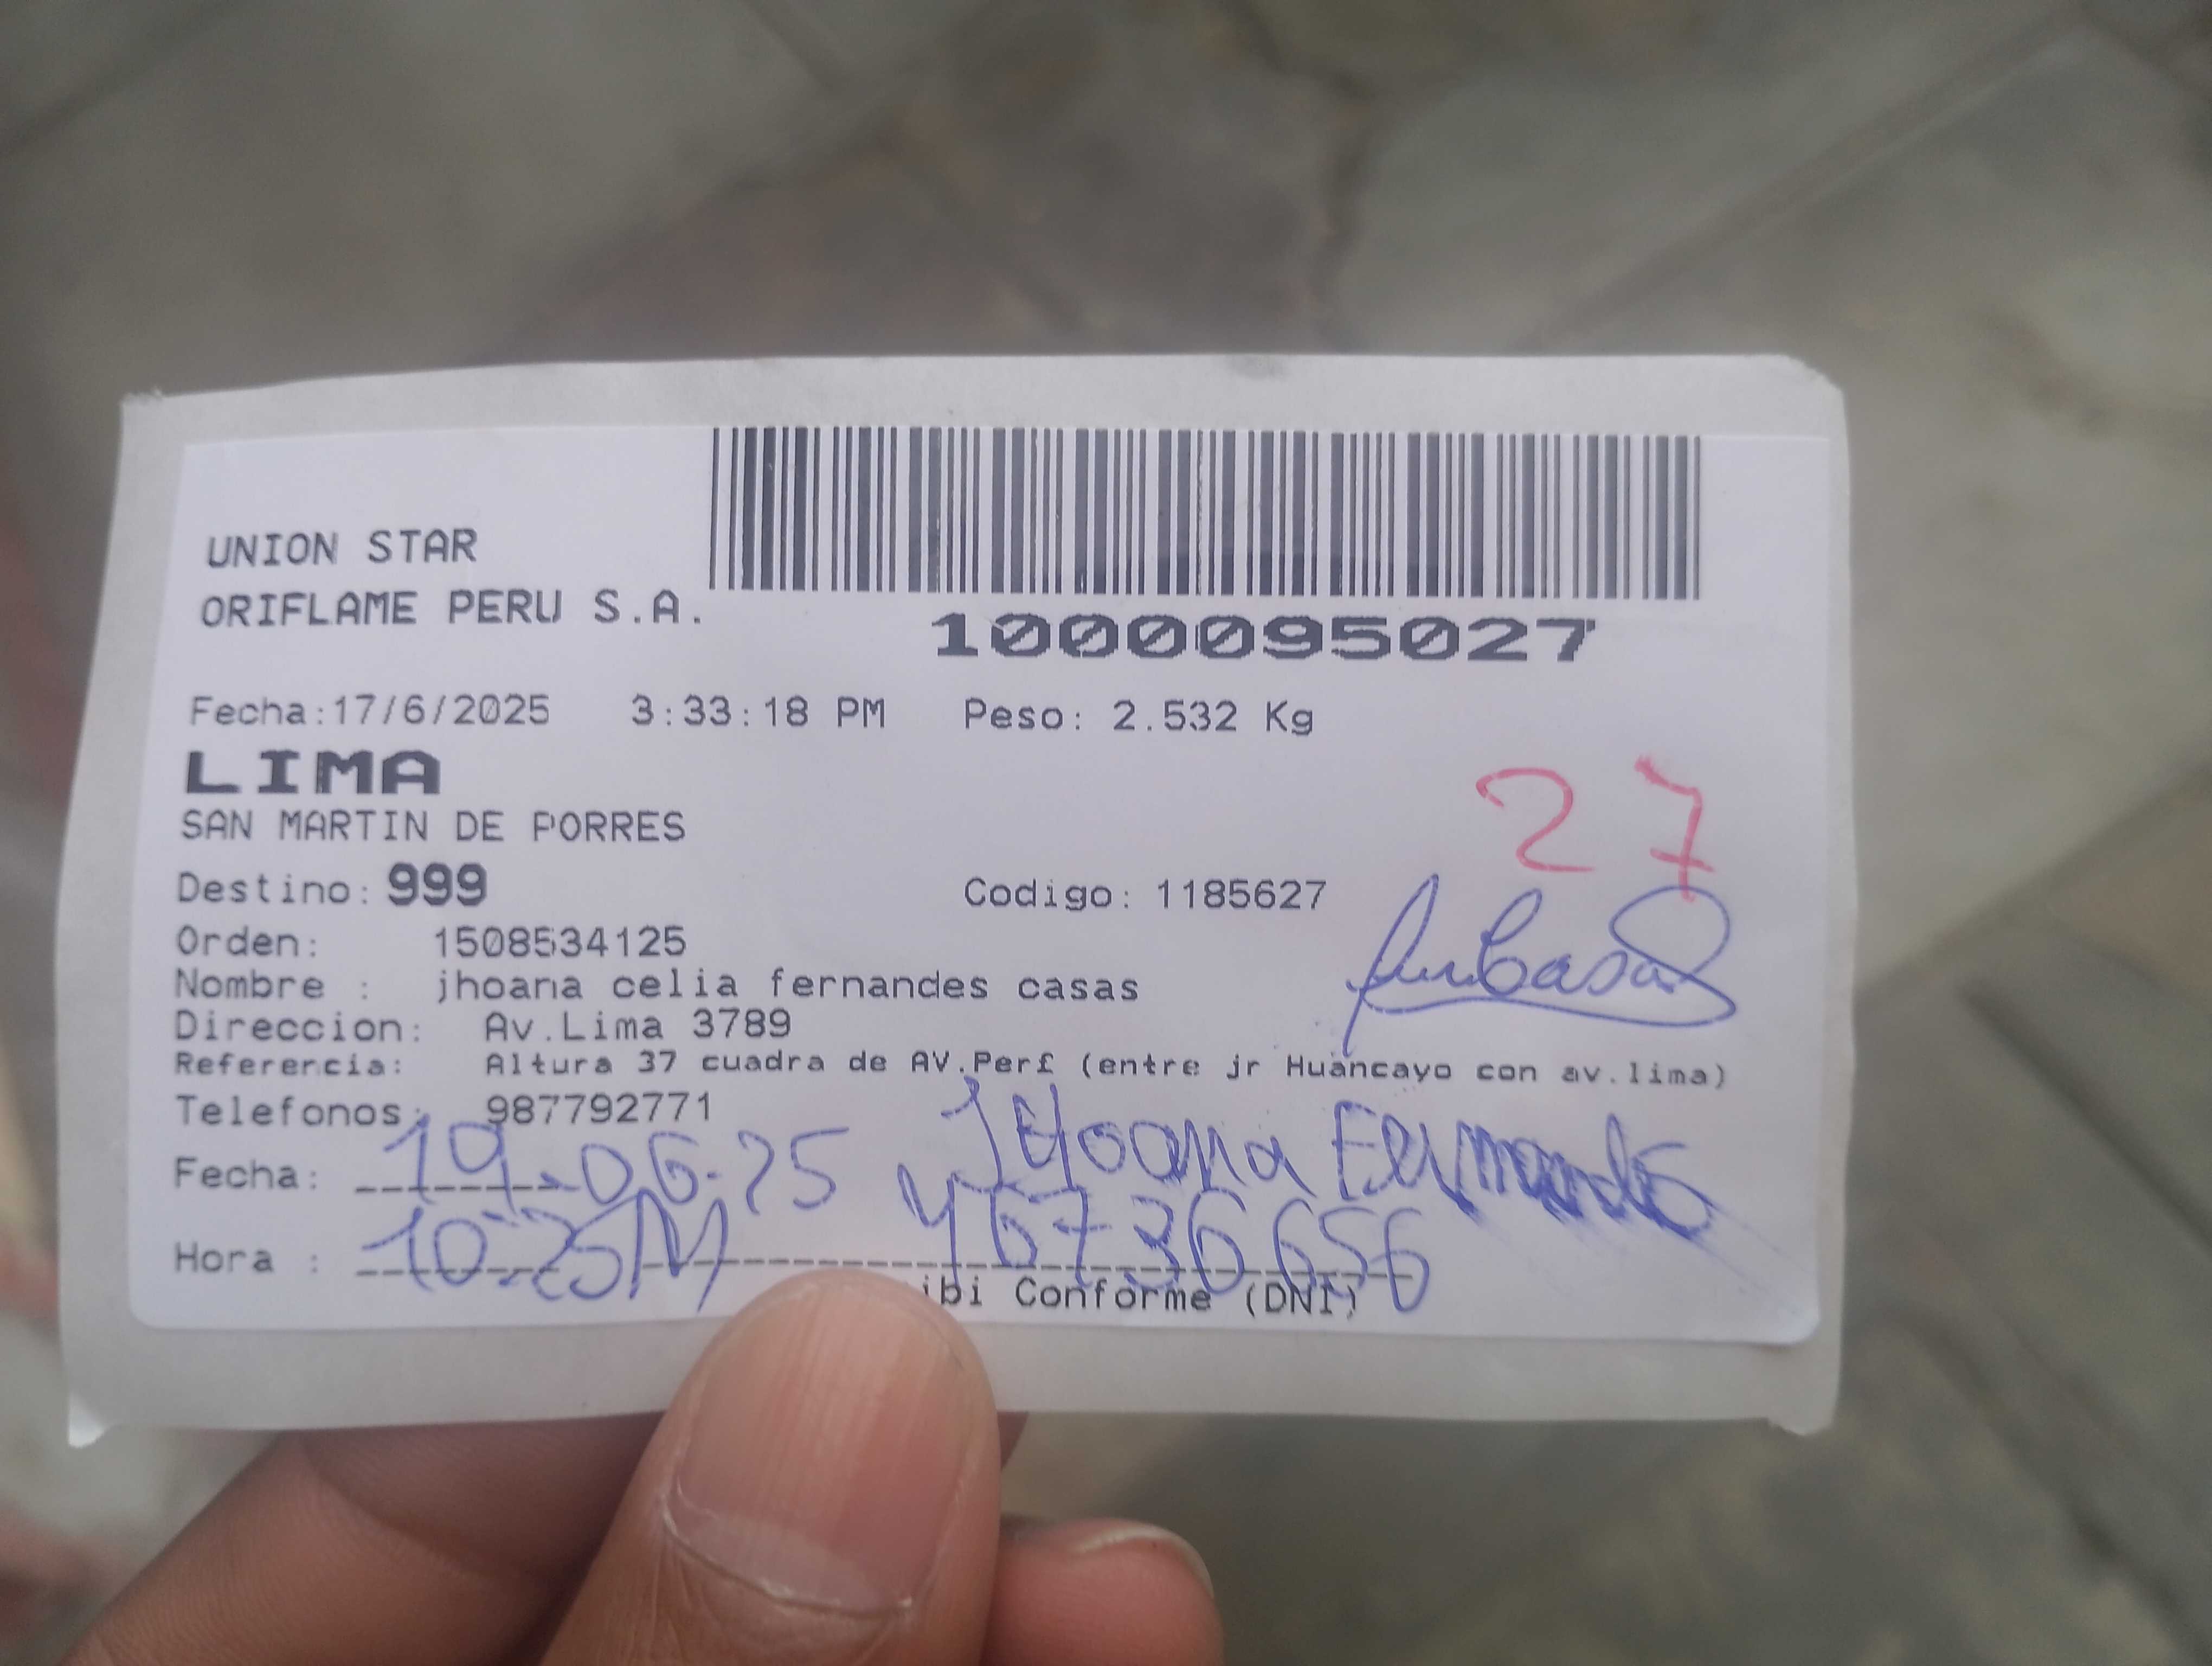 UNION STAR
ORIFLAME PERU S.A.
1000095027
Fecha:17/6/2025 3:33:18 PM Peso: 2.532 Kg
LIMA
27
SAN MARTIN DE PORRES
Destino: 999 Codigo: 1185627
Orden: 1508534125
Nombre : jhoana celia fernandes casas
Direccion: Av.Lima 3789
Referencia: Altura 37 cuadra de AV.Per£ (entre jr Huancayo con av.lima)
Telefonos: 987792771
Jhoana
Fecha: 19-06-25
46736656
Hora : 10:25
ibi Conforme (DNI)